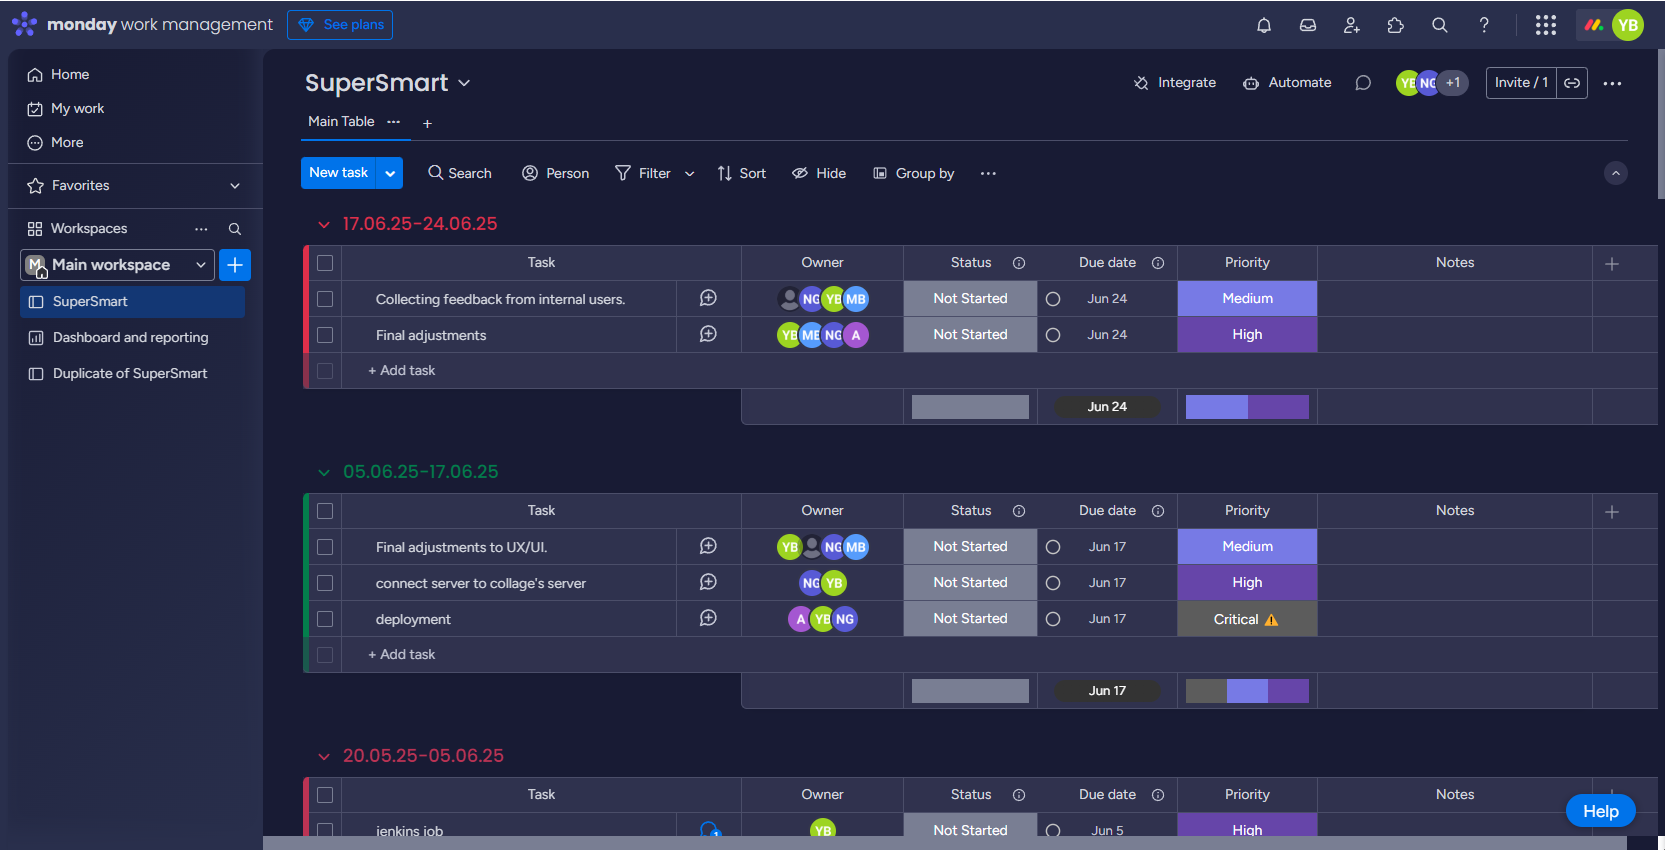 monday work management See plans YB
Home
My work
More
Favorites
Workspaces
M Main workspace
SuperSmart
Dashboard and reporting
Duplicate of SuperSmart
SuperSmart Integrate Automate YB NG +1 Invite / 1
Main Table
New task Search Person Filter Sort Hide Group by
17.06.25-24.06.25
Task Owner Status Due date Priority Notes
Collecting feedback from internal users. NG YB MB Not Started Jun 24 Medium
Final adjustments YB MB NG A Not Started Jun 24 High
+ Add task
Jun 24
05.06.25-17.06.25
Task Owner Status Due date Priority Notes
Final adjustments to UX/UI. YB NG MB Not Started Jun 17 Medium
connect server to collage's server NG YB Not Started Jun 17 High
deployment A YB NG Not Started Jun 17 Critical
+ Add task
Jun 17
20.05.25-05.06.25
Task Owner Status Due date Priority Notes
jenkins job 1 YB Not Started Jun 5 High
Help